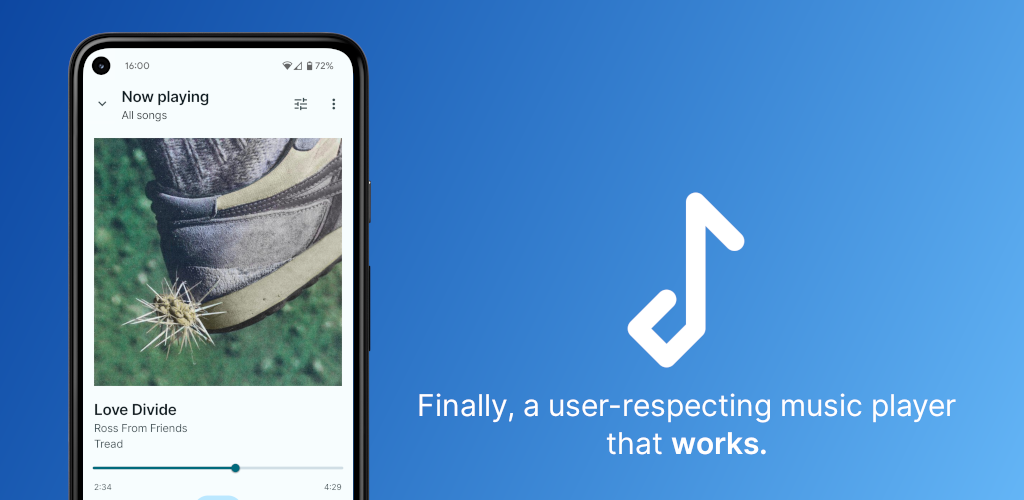 16:00
72%
Now playing
All songs
Love Divide
Ross From Friends
Tread
2:34
4:29
Finally, a user-respecting music player
that works.